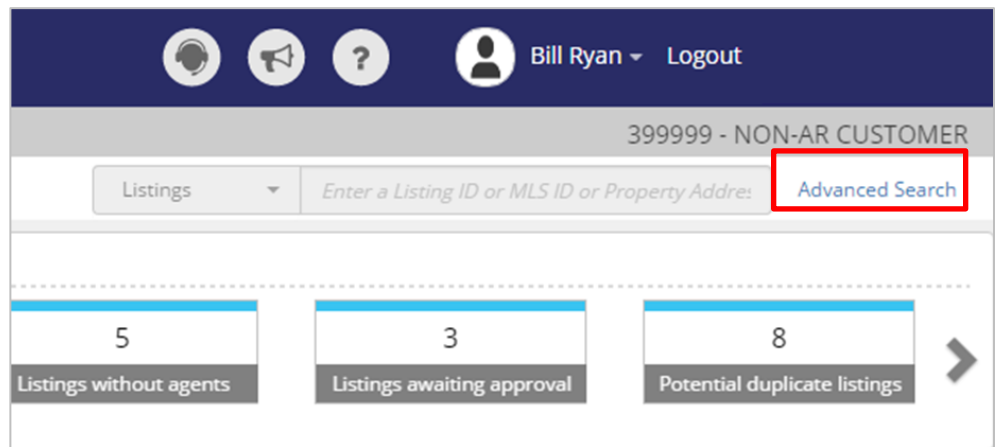 ? Bill Ryan Logout
399999 - NON-AR CUSTOMER
Listings Enter a Listing ID or MLS ID or Property Addre Advanced Search
5 3 8
Listings without agents Listings awaiting approval Potential duplicate listings